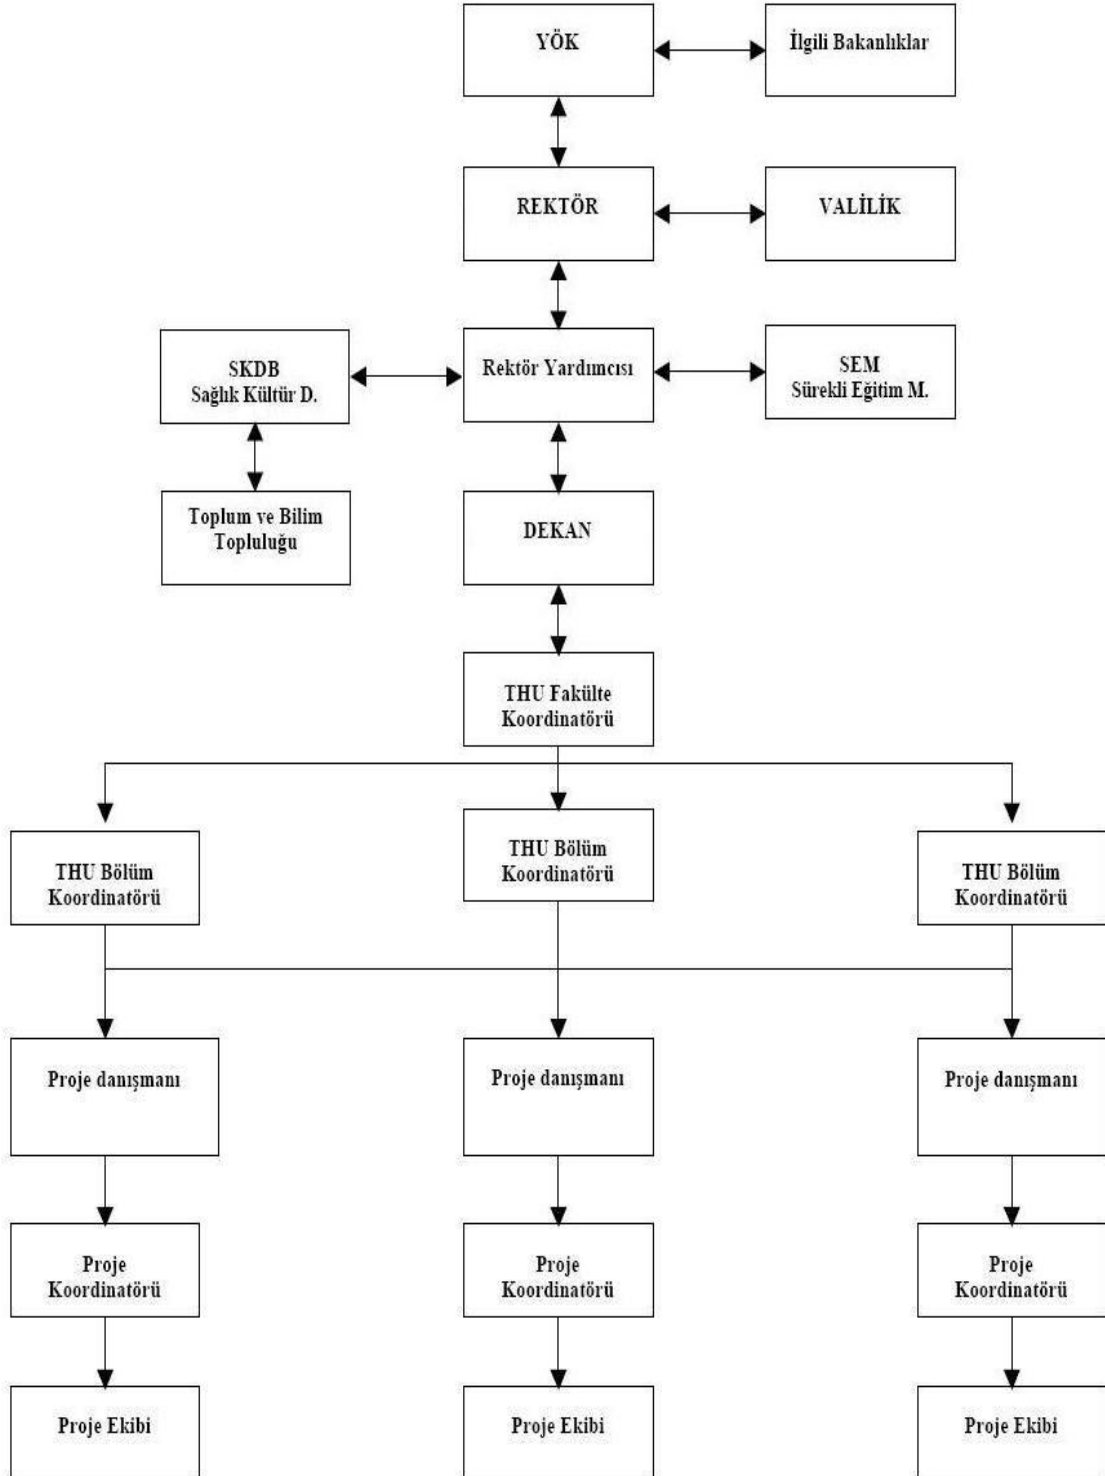 YÖK
İlgili Bakanlıklar
REKTÖR
VALİLİK
SKDB
Sağlık Kültür D.
Rektör Yardımcısı
SEM
Sürekli Eğitim M.
Toplum ve Bilim
Topluluğu
DEKAN
THU Fakülte
Koordinatörü
THU Bölüm
Koordinatörü
THU Bölüm
Koordinatörü
THU Bölüm
Koordinatörü
Proje danışmanı
Proje danışmanı
Proje danışmanı
Proje
Koordinatörü
Proje
Koordinatörü
Proje
Koordinatörü
Proje Ekibi
Proje Ekibi
Proje Ekibi